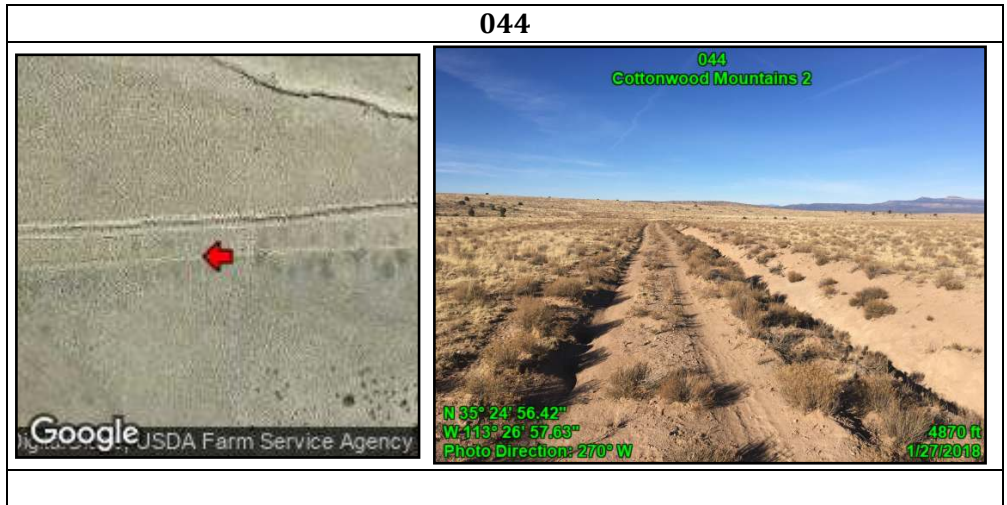 044
Google USDA Farm Service Agency
044
Cottonwood Mountains 2
N 35° 24' 56.42"
W 113° 26' 57.63"
Photo Direction: 270° W
4870 ft
1/27/2018